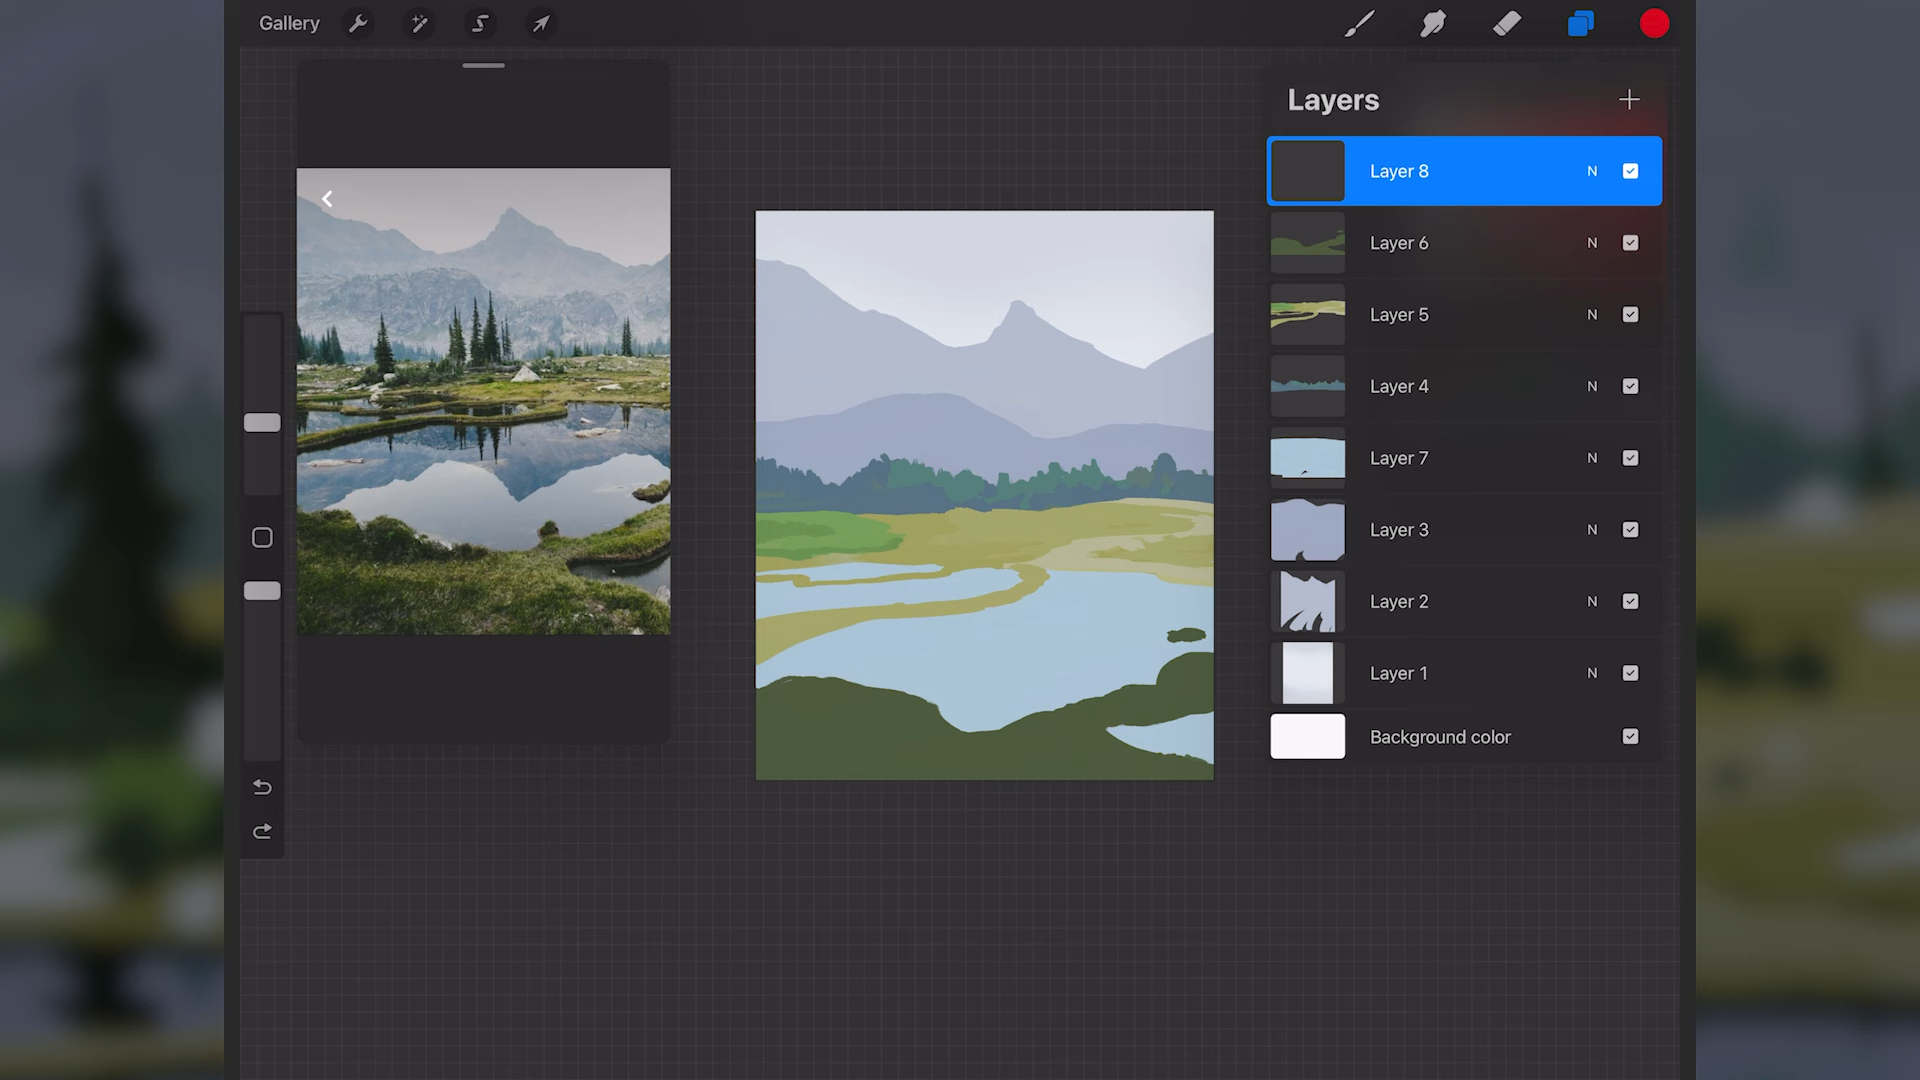 Gallery
Layers
Layer 8 N
Layer 6 N
Layer 5 N
Layer 4 N
Layer 7 N
Layer 3 N
Layer 2 N
Layer 1 N
Background color